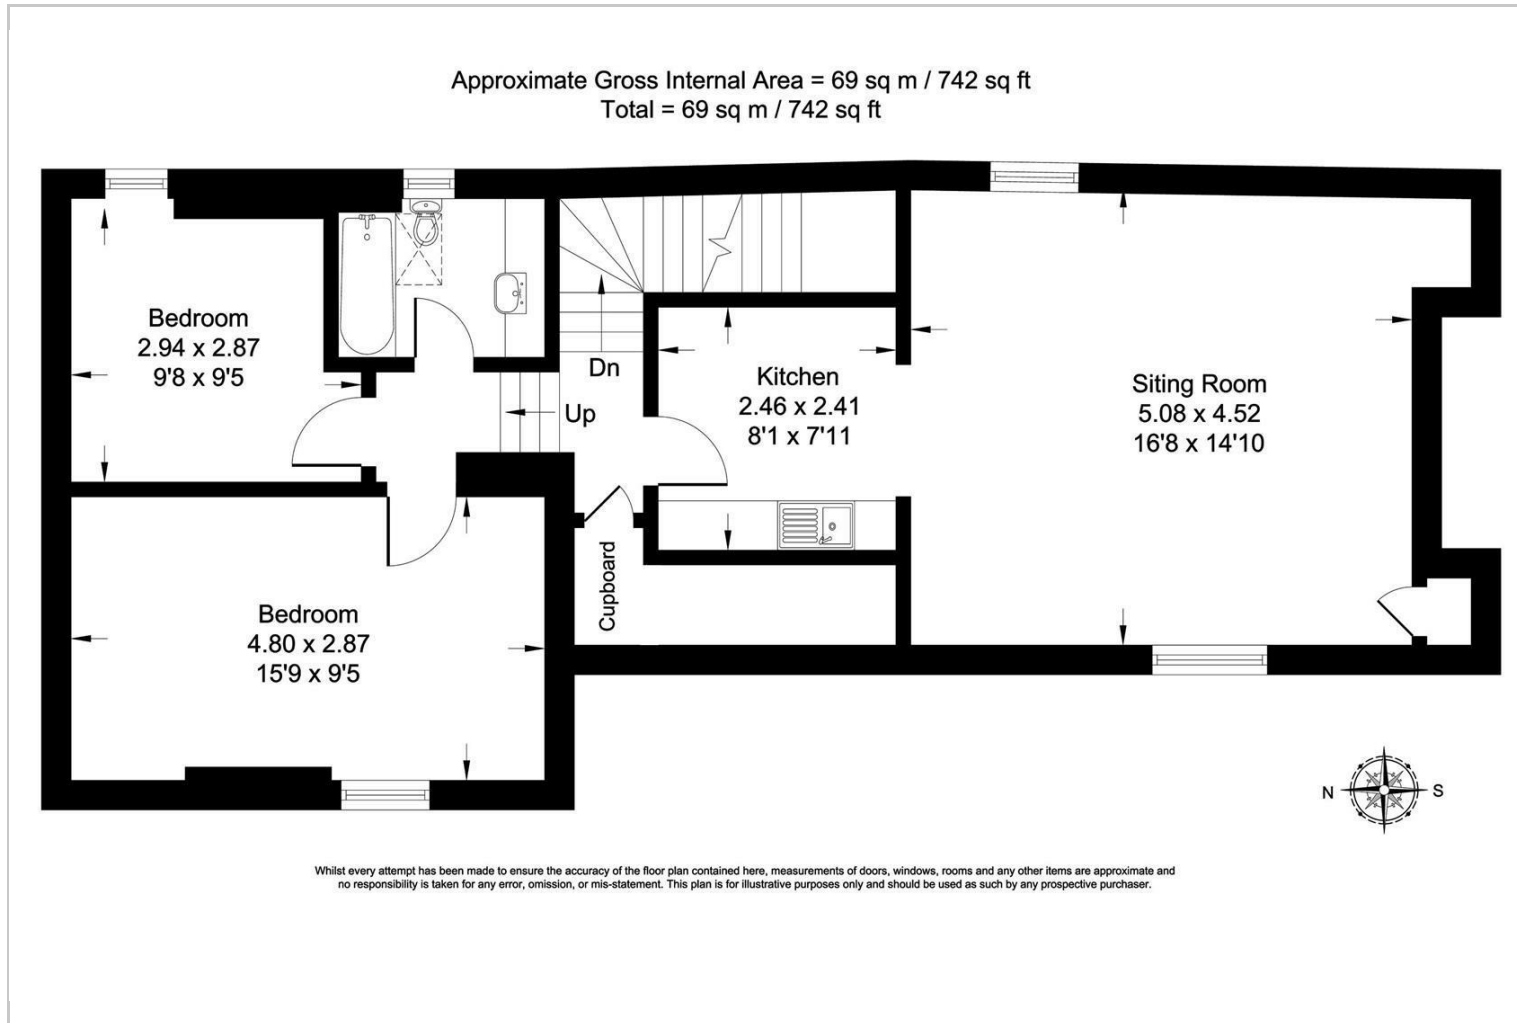 Approximate Gross Internal Area = 69 sq m / 742 sq ft
Total = 69 sq m / 742 sq ft
Bedroom
2.94 x 2.87
9'8 x 9'5
Dn
Up
Kitchen
2.46 x 2.41
8'1 x 7'11
Siting Room
5.08 x 4.52
16'8 x 14'10
Cupboard
Bedroom
4.80 x 2.87
15'9 x 9'5
N
S
Whilst every attempt has been made to ensure the accuracy of the floor plan contained here, measurements of doors, windows, rooms and any other items are approximate and
no responsibility is taken for any error, omission, or mis-statement. This plan is for illustrative purposes only and should be used as such by any prospective purchaser.